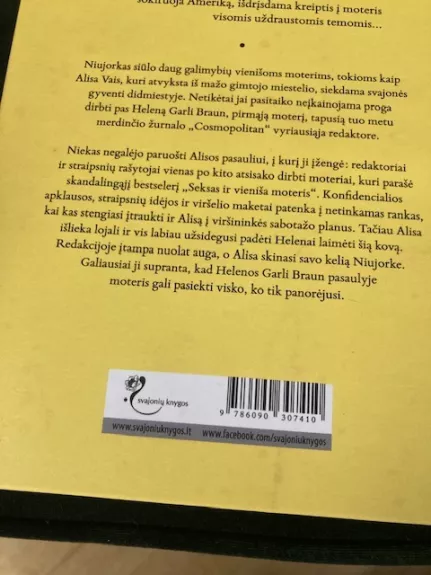 šokiruoja Ameriką, išdrįsdama kreiptis į moteris
visomis uždraustomis temomis...
•
Niujorkas siūlo daug galimybių vienišoms moterims, tokioms kaip
Alisa Vais, kuri atvyksta iš mažo gimtojo miestelio, siekdama svajonės
gyventi didmiestyje. Netikėtai jai pasitaiko neįkainojama proga
dirbti pas Heleną Garli Braun, pirmąją moterį, tapusią tuo metu
merdinčio žurnalo „Cosmopolitan“ vyriausiąja redaktore.
Niekas negalėjo paruošti Alisos pasauliui, į kurį ji įžengė: redaktoriai
ir straipsnių rašytojai vienas po kito atsisako dirbti moteriai, kuri parašė
skandalingąjį bestselerį „Seksas ir vieniša moteris“. Konfidencialios
apklausos, straipsnių idėjos ir viršelio maketai patenka į netinkamas rankas,
kai kas stengiasi įtraukti ir Alisą į viršininkės sabotažo planus. Tačiau Alisa
išlieka lojali ir vis labiau užsidegusi padėti Helenai laimėti šią kovą.
Redakcijoje įtampa nuolat auga, o Alisa skinasi savo kelią Niujorke.
Galiausiai ji supranta, kad Helenos Garli Braun pasaulyje
moteris gali pasiekti visko, ko tik panorėjusi.
svajonių knygos
9 786090 307410
www.svajoniuknygos.lt www.facebook.com/svajoniuknygos